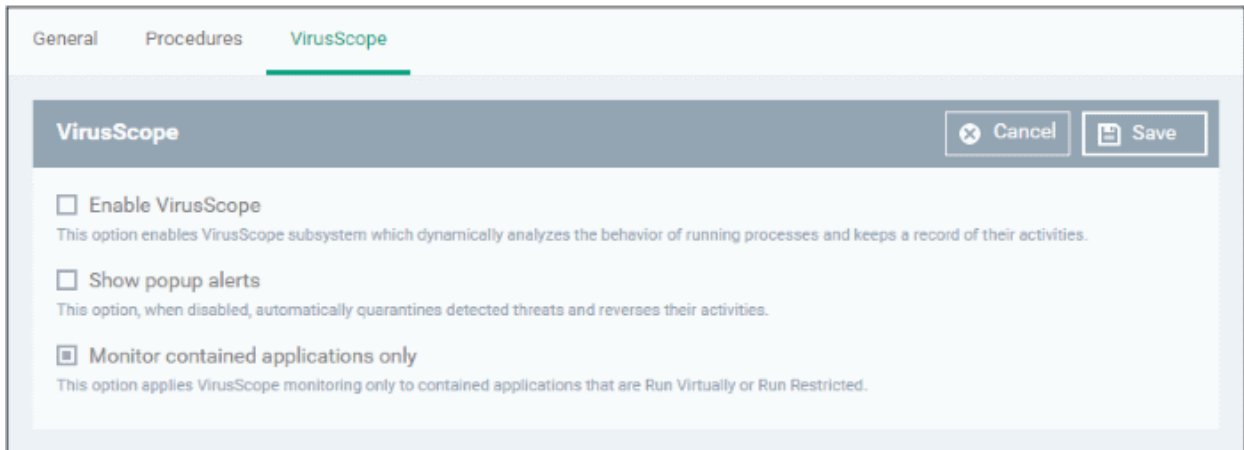 General Procedures VirusScope
VirusScope Cancel Save
Enable VirusScope
This option enables VirusScope subsystem which dynamically analyzes the behavior of running processes and keeps a record of their activities.
Show popup alerts
This option, when disabled, automatically quarantines detected threats and reverses their activities.
Monitor contained applications only
This option applies VirusScope monitoring only to contained applications that are Run Virtually or Run Restricted.